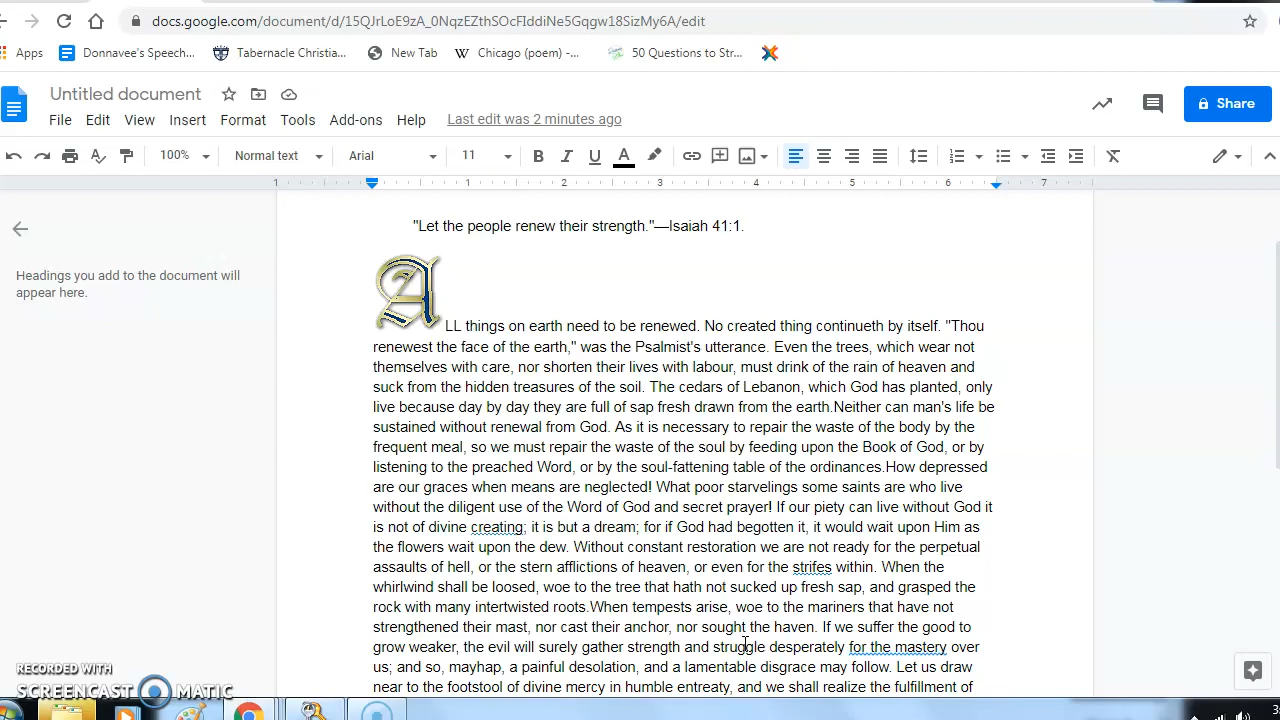 docs.google.com/document/d/15QJrLoE9zA_0NqzEZthSOcFIddiNe5Gqgw18SizMy6A/edit
Apps Donnavee's Speech... Tabernacle Christia... New Tab Chicago (poem) -... 50 Questions to Str...
Untitled document
File Edit View Insert Format Tools Add-ons Help Last edit was 2 minutes ago
Share
100% Normal text Arial 11 B I U A
1 1 2 3 4 5 6 7
Headings you add to the document will
appear here.
"Let the people renew their strength."—Isaiah 41:1.
A
LL things on earth need to be renewed. No created thing continueth by itself. "Thou
renewest the face of the earth," was the Psalmist's utterance. Even the trees, which wear not
themselves with care, nor shorten their lives with labour, must drink of the rain of heaven and
suck from the hidden treasures of the soil. The cedars of Lebanon, which God has planted, only
live because day by day they are full of sap fresh drawn from the earth.Neither can man's life be
sustained without renewal from God. As it is necessary to repair the waste of the body by the
frequent meal, so we must repair the waste of the soul by feeding upon the Book of God, or by
listening to the preached Word, or by the soul-fattening table of the ordinances.How depressed
are our graces when means are neglected! What poor starvelings some saints are who live
without the diligent use of the Word of God and secret prayer! If our piety can live without God it
is not of divine creating; it is but a dream; for if God had begotten it, it would wait upon Him as
the flowers wait upon the dew. Without constant restoration we are not ready for the perpetual
assaults of hell, or the stern afflictions of heaven, or even for the strifes within. When the
whirlwind shall be loosed, woe to the tree that hath not sucked up fresh sap, and grasped the
rock with many intertwisted roots.When tempests arise, woe to the mariners that have not
strengthened their mast, nor cast their anchor, nor sought the haven. If we suffer the good to
grow weaker, the evil will surely gather strength and struggle desperately for the mastery over
us; and so, mayhap, a painful desolation, and a lamentable disgrace may follow. Let us draw
near to the footstool of divine mercy in humble entreaty, and we shall realize the fulfillment of
RECORDED WITH
SCREENCAST MATIC